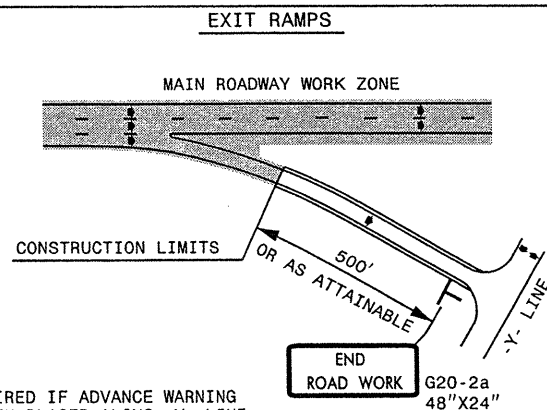 EXIT RAMPS
MAIN ROADWAY WORK ZONE
CONSTRUCTION LIMITS
500'
OR AS ATTAINABLE
-Y- LINE
END
ROAD WORK
G20-2a
48"X24"
IF ADVANCE WARNING